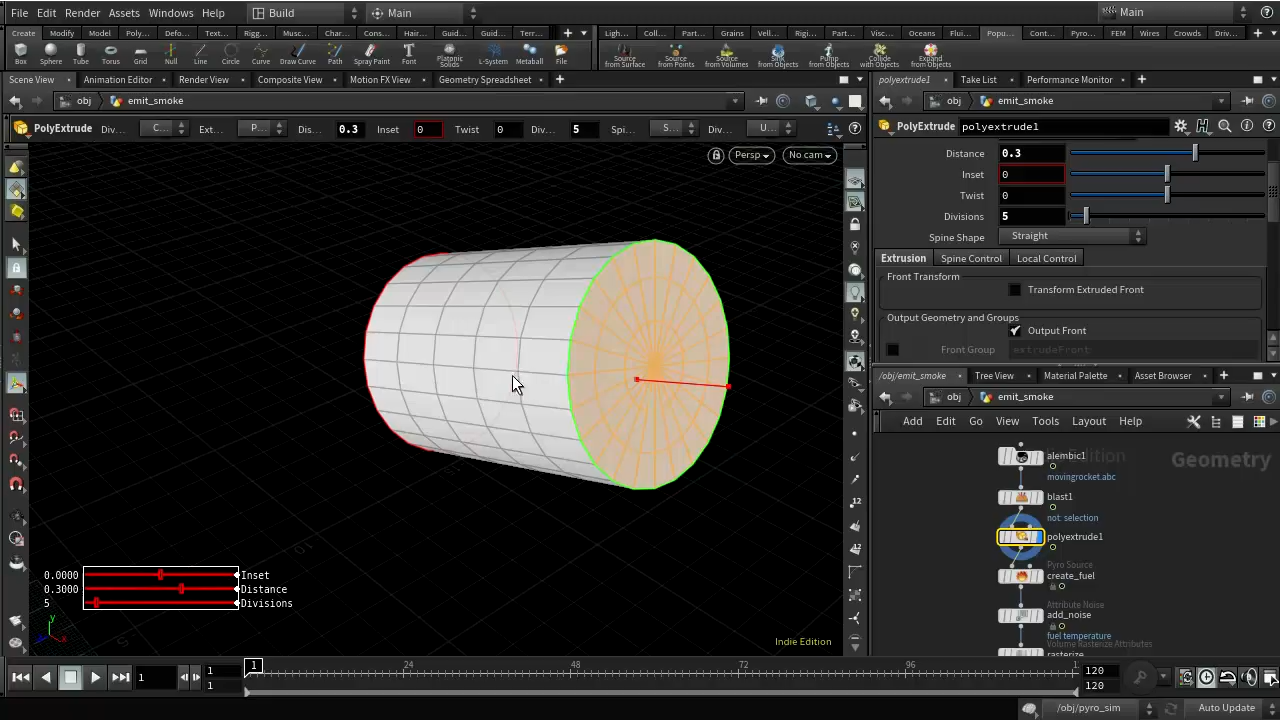 File Edit Render Assets Windows Help Build Main Main
Create Modify Model Poly... Defo... Text... Rigg... Musc... Char... Cons... Hair... Guid... Guid... Terr... Ligh... Coll... Part... Grains Vell... Rigi... Part... Visc... Oceans Flui... Popu... Cont... Pyro... FEM Wires Crowds Driv...
Box Sphere Tube Torus Grid Null Line Circle Curve Draw Curve Path Spray Paint Font Platonic Solids L-System Metaball File Source from Surface Source from Points Source from Volumes Sink from Objects Pump from Objects Collide with Objects Expand from Objects
Scene View Animation Editor Render View Composite View Motion FX View Geometry Spreadsheet polyextrude1 Take List Performance Monitor
obj emit_smoke obj emit_smoke
PolyExtrude Div... C... Ext... P... Dis... 0.3 Inset 0 Twist 0 Div... 5 Spi... S... Div... U... PolyExtrude polyextrude1
Persp No cam
Distance 0.3
Inset 0
Twist 0
Divisions 5
Spine Shape Straight
Extrusion Spine Control Local Control
Front Transform
Transform Extruded Front
Output Geometry and Groups
Output Front
Front Group extrudeFront
/obj/emit_smoke Tree View Material Palette Asset Browser
obj emit_smoke
Add Edit Go View Tools Layout Help
Geometry
alembic1
movingrocket.abc
blast1
not: selection
polyextrude1
Pyro Source
create_fuel
Attribute Noise
add_noise
fuel temperature
Volume Rasterize Attributes
rasterize
0.0000 Inset
0.3000 Distance
5 Divisions
y
x
Indie Edition
1 1 1 1 24 48 72 96 120 120
/obj/pyro_sim Auto Update